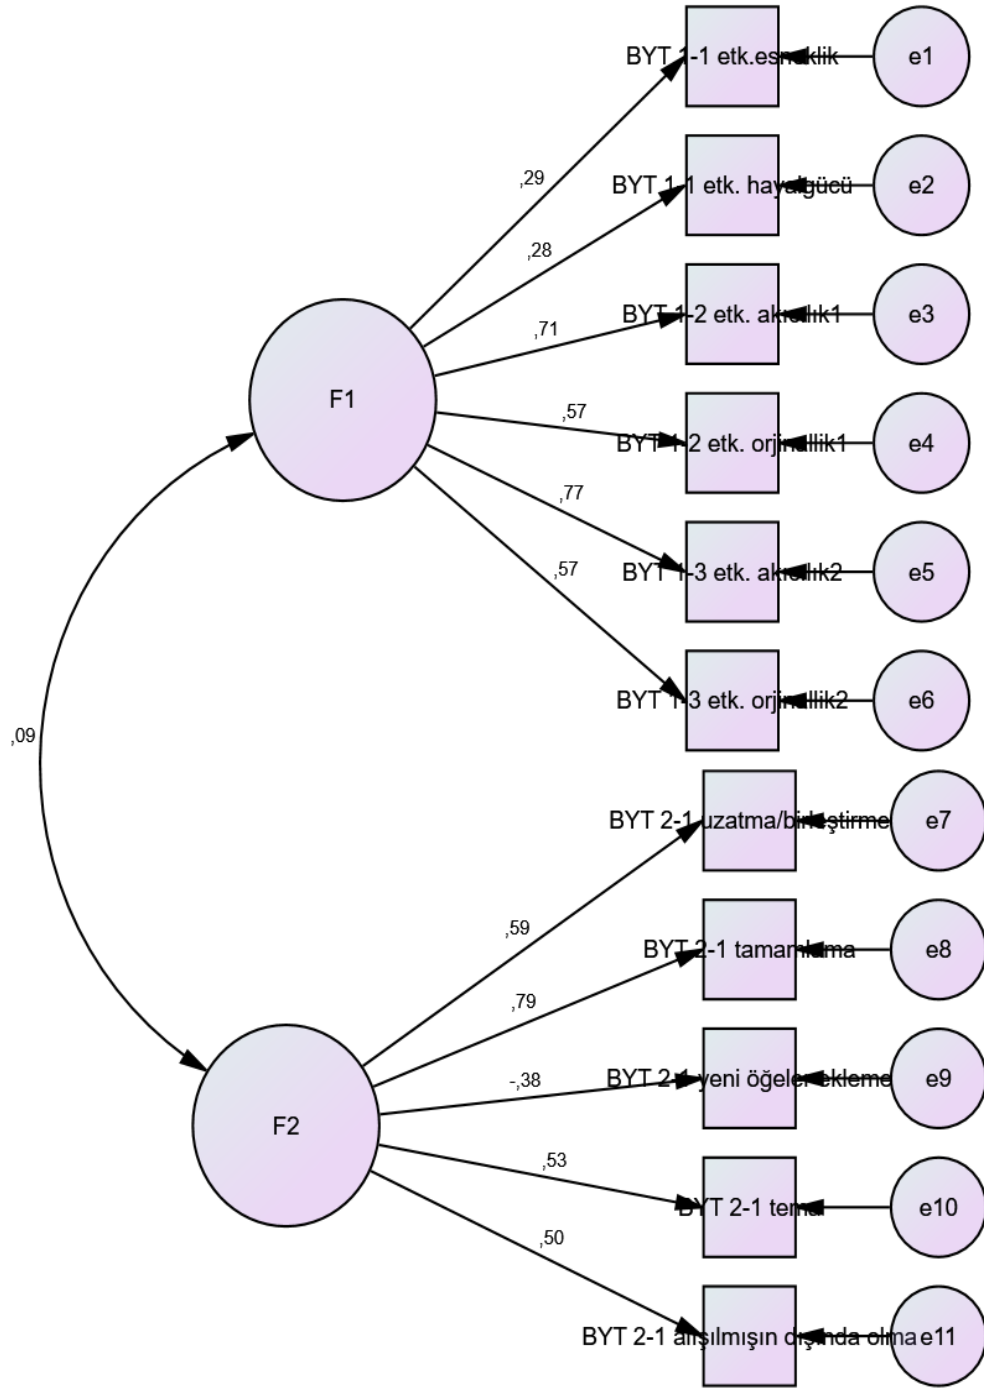 BYT 1-1 etk.esneklik
e1
,29
BYT 1-1 etk. hayalgücü
e2
,28
BYT 1-2 etk. akıcılık1
e3
,71
F1
BYT 1-2 etk. orjinallik1
e4
,57
BYT 1-3 etk. akıcılık2
e5
,77
BYT 1-3 etk. orjinallik2
e6
,57
,09
BYT 2-1 uzatma/birleştirme
e7
,59
BYT 2-1 tamamlama
e8
,79
BYT 2-1 yeni öğeler ekleme
e9
-,38
F2
BYT 2-1 tema
e10
,53
BYT 2-1 alışılmışın dışında olma
e11
,50